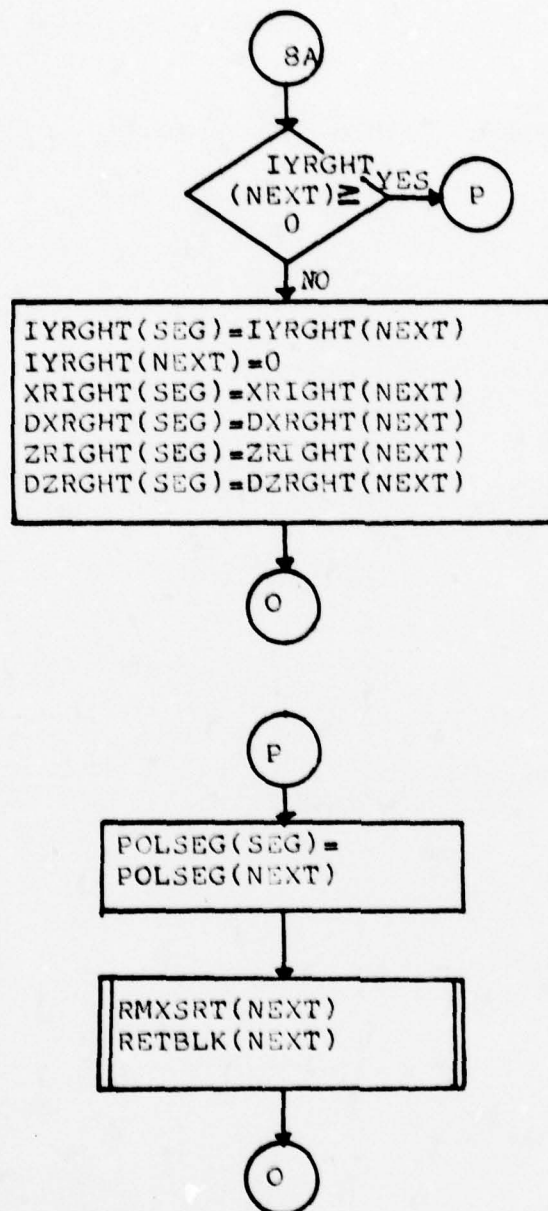 8A
IYRGHT
(NEXT)≥
0
YES
P
NO
IYRGHT(SEG)=IYRGHT(NEXT)
IYRGHT(NEXT)=0
XRIGHT(SEG)=XRIGHT(NEXT)
DXRGHT(SEG)=DXRGHT(NEXT)
ZRIGHT(SEG)=ZRIGHT(NEXT)
DZRGHT(SEG)=DZRGHT(NEXT)
O
P
POLSEG(SEG)=
POLSEG(NEXT)
RMXSRT(NEXT)
RETBLK(NEXT)
O